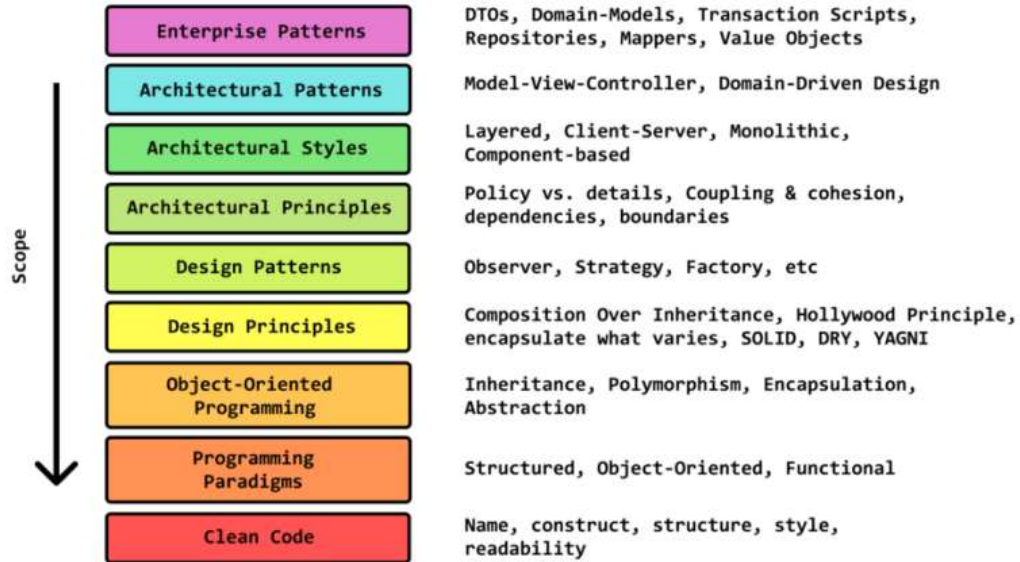 Enterprise Patterns
DTOs, Domain-Models, Transaction Scripts,
Repositories, Mappers, Value Objects
Architectural Patterns
Model-View-Controller, Domain-Driven Design
Architectural Styles
Layered, Client-Server, Monolithic,
Component-based
Architectural Principles
Policy vs. details, Coupling & cohesion,
dependencies, boundaries
Scope
Design Patterns
Observer, Strategy, Factory, etc
Design Principles
Composition Over Inheritance, Hollywood Principle,
encapsulate what varies, SOLID, DRY, YAGNI
Object-Oriented
Programming
Inheritance, Polymorphism, Encapsulation,
Abstraction
Programming
Paradigms
Structured, Object-Oriented, Functional
Clean Code
Name, construct, structure, style,
readability